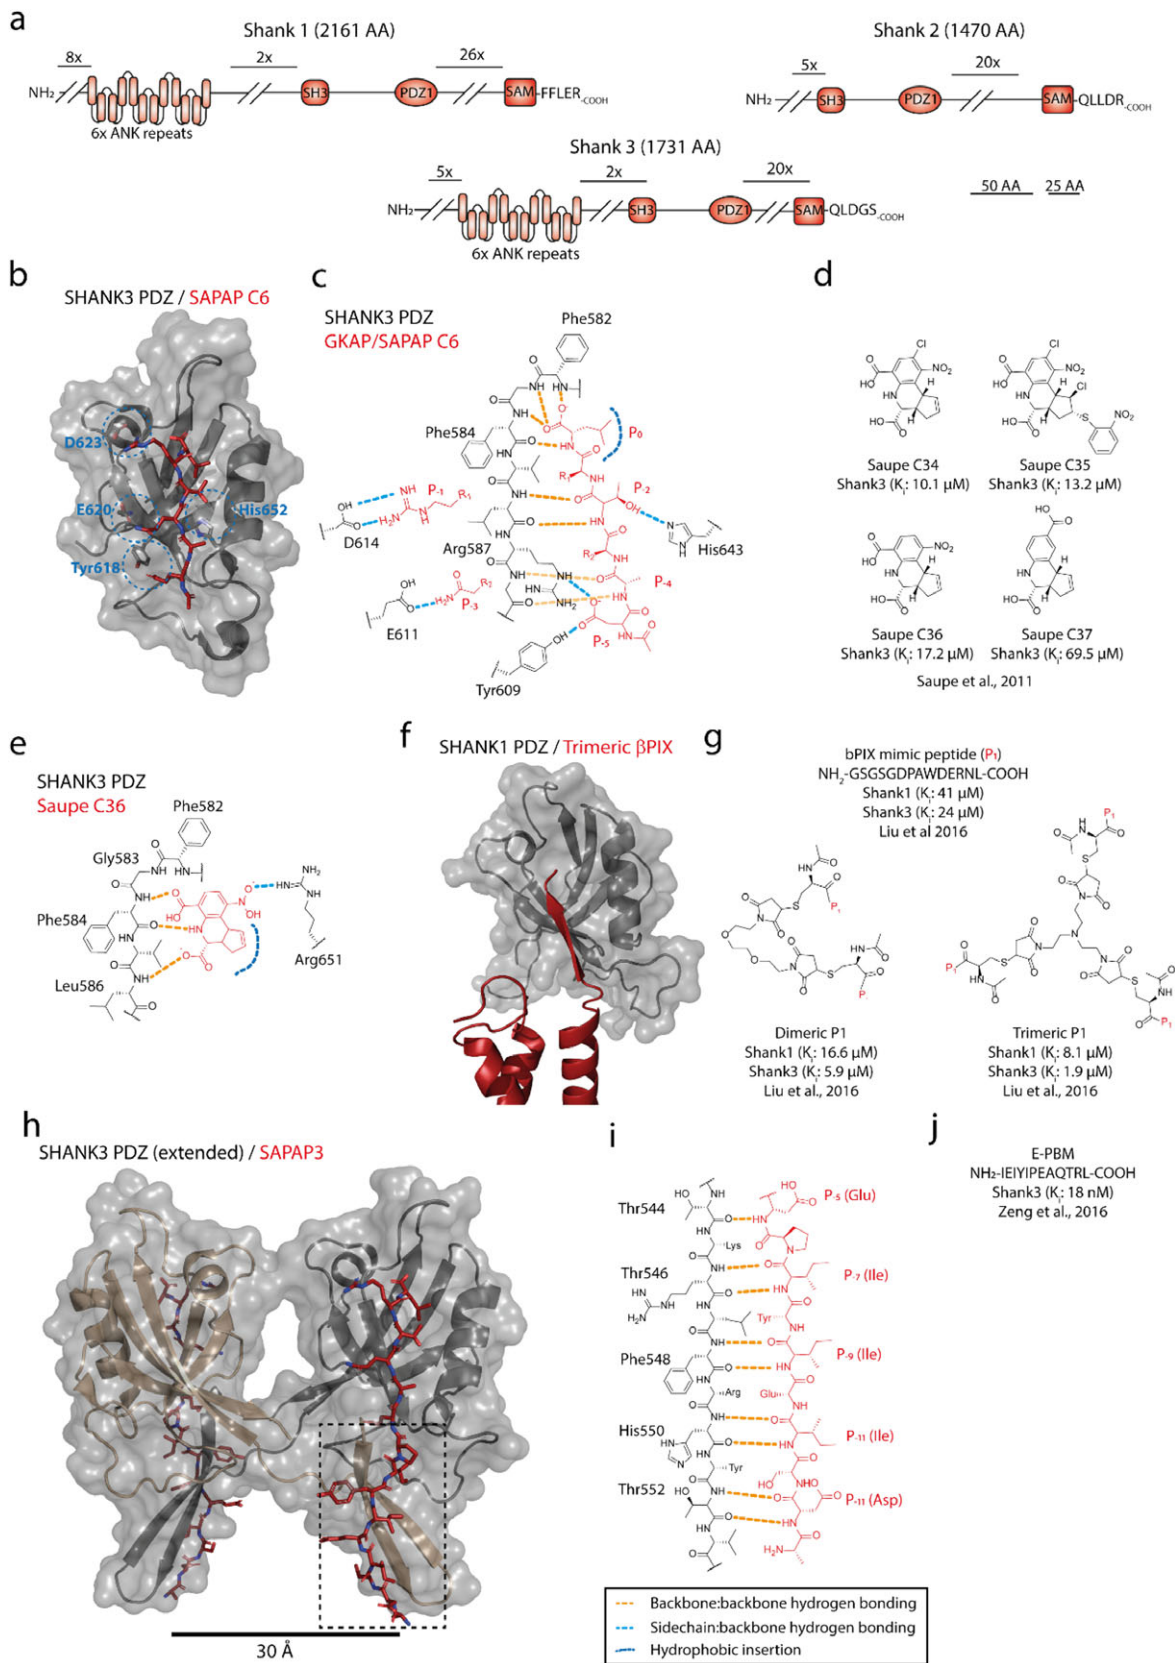 a
Shank 1 (2161 AA)
8x
2x
26x
NH₂
SH3
PDZ1
SAM
-FFLER-COOH
6x ANK repeats
Shank 2 (1470 AA)
5x
20x
NH₂
SH3
PDZ1
SAM
-QLLDR-COOH
Shank 3 (1731 AA)
5x
2x
20x
NH₂
SH3
PDZ1
SAM
-QLDGS-COOH
6x ANK repeats
50 AA
25 AA
b
SHANK3 PDZ / SAPAP C6
D623
E620
His652
Tyr618
c
SHANK3 PDZ
GKAP/SAPAP C6
Phe582
Phe584
P₀
P₋₁
P₋₂
D614
Arg587
His643
P₋₃
P₋₄
E611
P₋₅
Tyr609
d
Saupe C34
Shank3 (Kᵢ: 10.1 µM)
Saupe C35
Shank3 (Kᵢ: 13.2 µM)
Saupe C36
Shank3 (Kᵢ: 17.2 µM)
Saupe C37
Shank3 (Kᵢ: 69.5 µM)
Saupe et al., 2011
e
SHANK3 PDZ
Saupe C36
Phe582
Gly583
Phe584
Arg651
Leu586
f
SHANK1 PDZ / Trimeric βPIX
g
bPIX mimic peptide (P₁)
NH₂-GSGSGDPAWDERNL-COOH
Shank1 (Kᵢ: 41 µM)
Shank3 (Kᵢ: 24 µM)
Liu et al 2016
Dimeric P1
Shank1 (Kᵢ: 16.6 µM)
Shank3 (Kᵢ: 5.9 µM)
Liu et al., 2016
Trimeric P1
Shank1 (Kᵢ: 8.1 µM)
Shank3 (Kᵢ: 1.9 µM)
Liu et al., 2016
h
SHANK3 PDZ (extended) / SAPAP3
30 Å
i
Thr544
P₋₅ (Glu)
Lys
Thr546
P₋₇ (Ile)
Tyr
Phe548
P₋₉ (Ile)
Arg
Glu
His550
P₋₁₁ (Ile)
Tyr
Thr552
P₋₁₁ (Asp)
Backbone:backbone hydrogen bonding
Sidechain:backbone hydrogen bonding
Hydrophobic insertion
j
E-PBM
NH₂-IEIYIPEAQTRL-COOH
Shank3 (Kᵢ: 18 nM)
Zeng et al., 2016